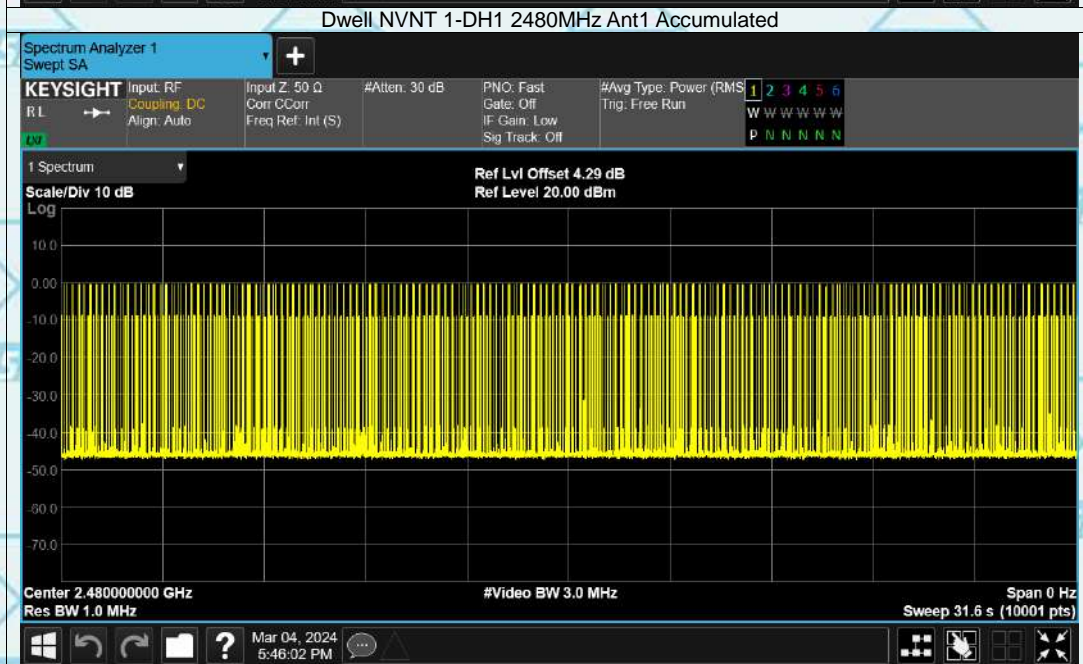 Dwell NVNT 1-DH1 2480MHz Ant1 Accumulated
Spectrum Analyzer 1
Swept SA
+
KEYSIGHT Input: RF Input Z: 50 Ω #Atten: 30 dB PNO: Fast #Avg Type: Power (RMS 1 2 3 4 5 6
R L Coupling: DC Corr CCorr Gate: Off Trig: Free Run W W W W W W
Align: Auto Freq Ref: Int (S) IF Gain: Low
LXI Sig Track: Off P N N N N N
1 Spectrum
Ref Lvl Offset 4.29 dB
Scale/Div 10 dB Ref Level 20.00 dBm
Log
10.0
0.00
-10.0
-20.0
-30.0
-40.0
-50.0
-60.0
-70.0
Center 2.480000000 GHz #Video BW 3.0 MHz Span 0 Hz
Res BW 1.0 MHz Sweep 31.6 s (10001 pts)
? Mar 04, 2024
5:46:02 PM